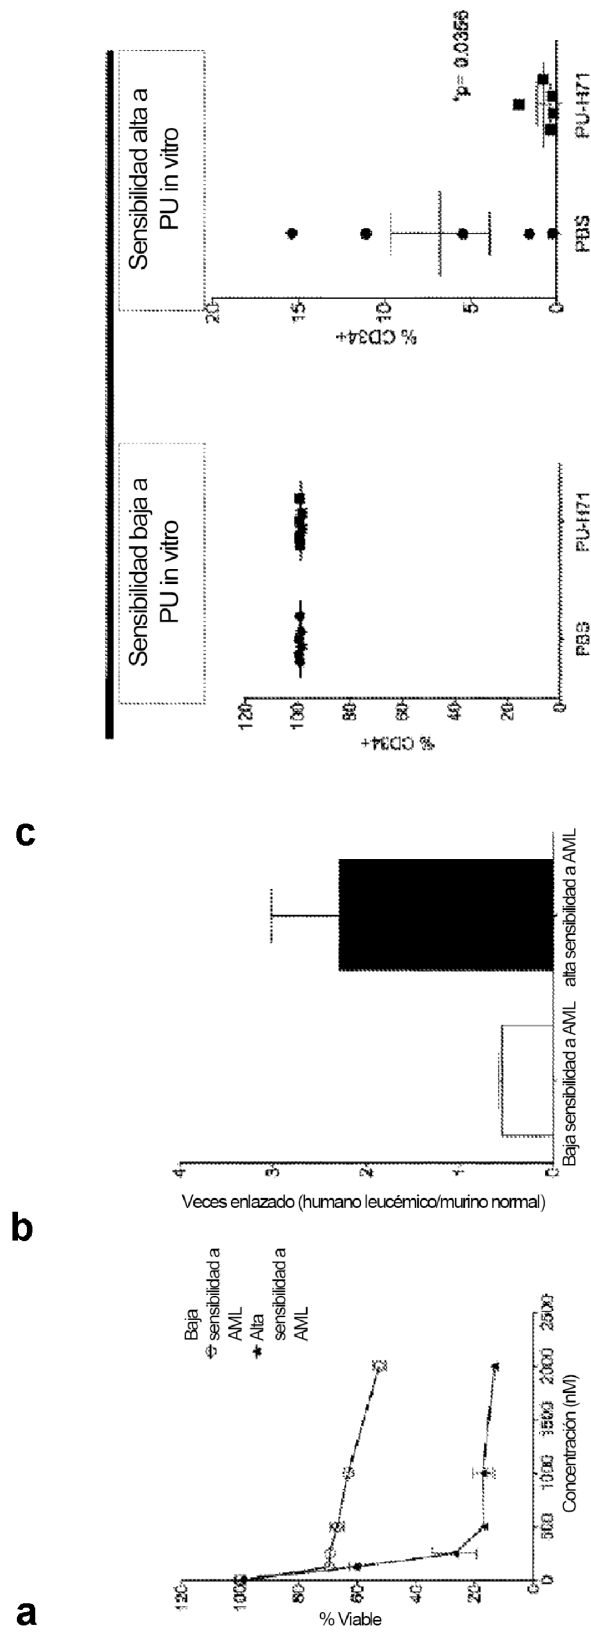 a
% Viable
120
100
80
60
40
20
0
0
500
1000
1500
2000
2500
Concentración (nM)
Baja
sensibilidad a
AML
Alta
sensibilidad a
AML
b
Veces enlazado (humano leucémico/murino normal)
4
3
2
1
0
Baja sensibilidad a AML
alta sensibilidad a AML
c
Sensibilidad baja a
PU in vitro
% CD34+
120
100
80
60
40
20
0
PBS
PU-H71
Sensibilidad alta a
PU in vitro
% CD34+
20
15
10
5
0
PBS
PU-H71
*p= 0.0356